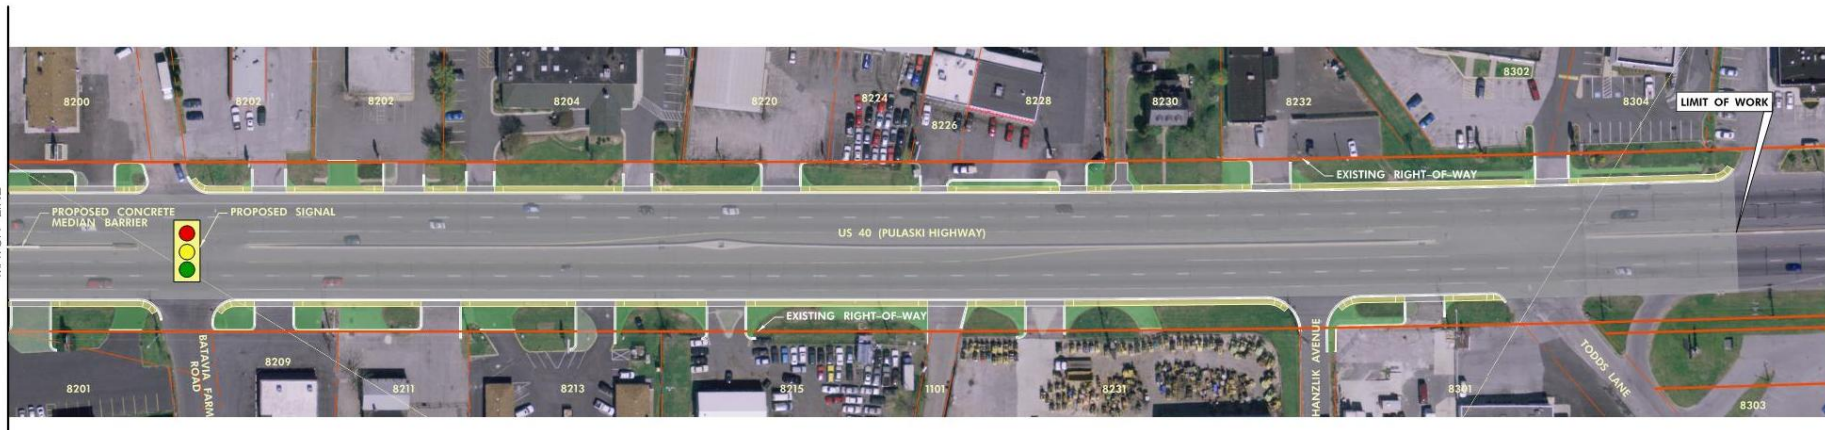 8200
8202
8202
8204
8220
8224
8226
8228
8230
8232
8302
8304
LIMIT OF WORK
EXISTING RIGHT-OF-WAY
PROPOSED CONCRETE
MEDIAN BARRIER
PROPOSED SIGNAL
US 40 (PULASKI HIGHWAY)
EXISTING RIGHT-OF-WAY
BATAVIA FARM
ROAD
HANZLIK AVENUE
TODDS LANE
8201
8209
8211
8213
8215
1101
8231
8301
8303